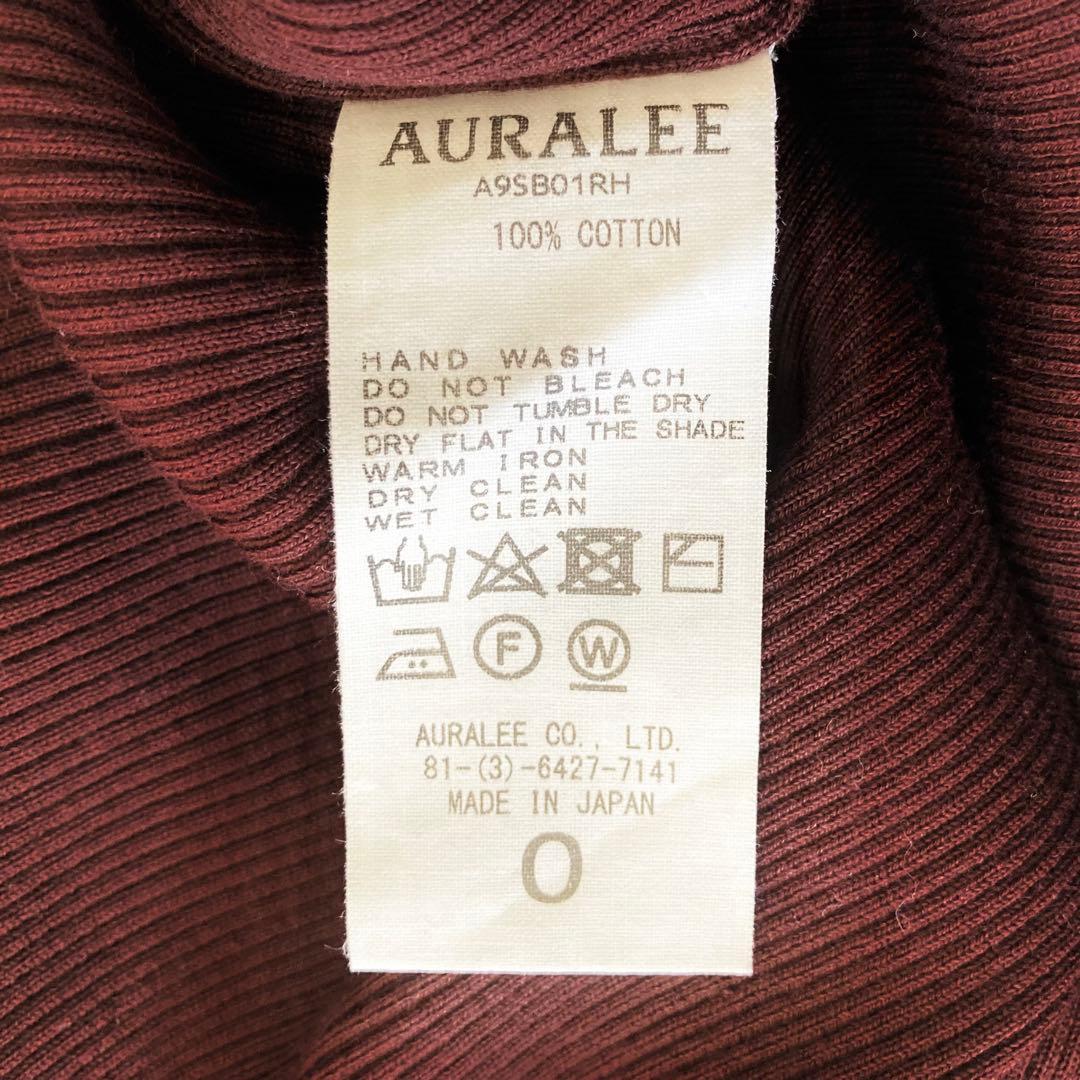 AURALEE
A9SB01RH
100% COTTON
HAND WASH
DO NOT BLEACH
DO NOT TUMBLE DRY
DRY FLAT IN THE SHADE
WARM IRON
DRY CLEAN
WET CLEAN
F W
AURALEE CO., LTD.
81-(3)-6427-7141
MADE IN JAPAN
0